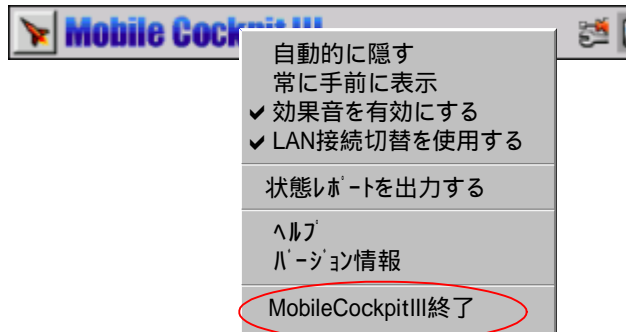 Mobile Cockpit III
自動的に隠す
常に手前に表示
効果音を有効にする
LAN接続切替を使用する
状態ﾚﾎﾟｰﾄを出力する
ﾍﾙﾌﾟ
ﾊﾞｰｼﾞｮﾝ情報
MobileCockpitIII終了